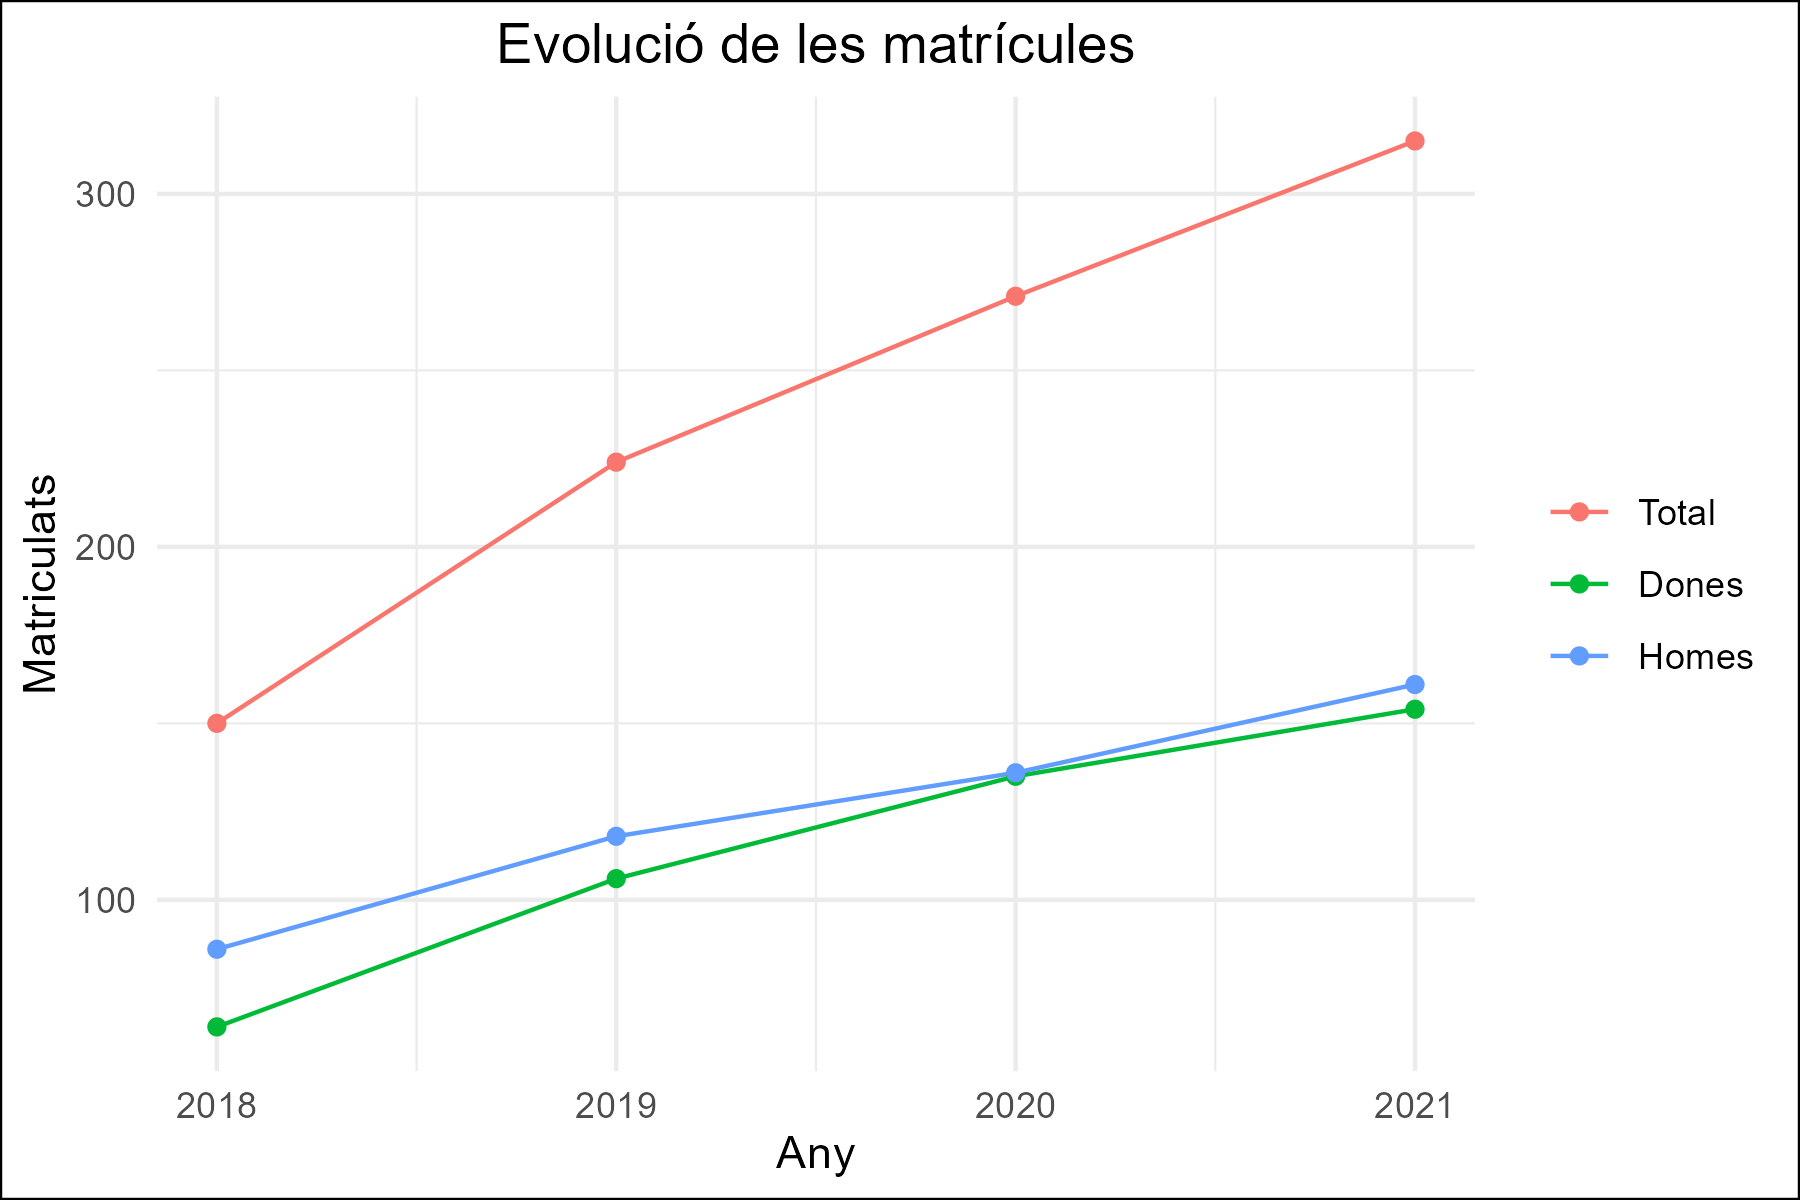 Evolució de les matrícules
Matriculats
300
200
100
2018
2019
2020
2021
Any
Total
Dones
Homes